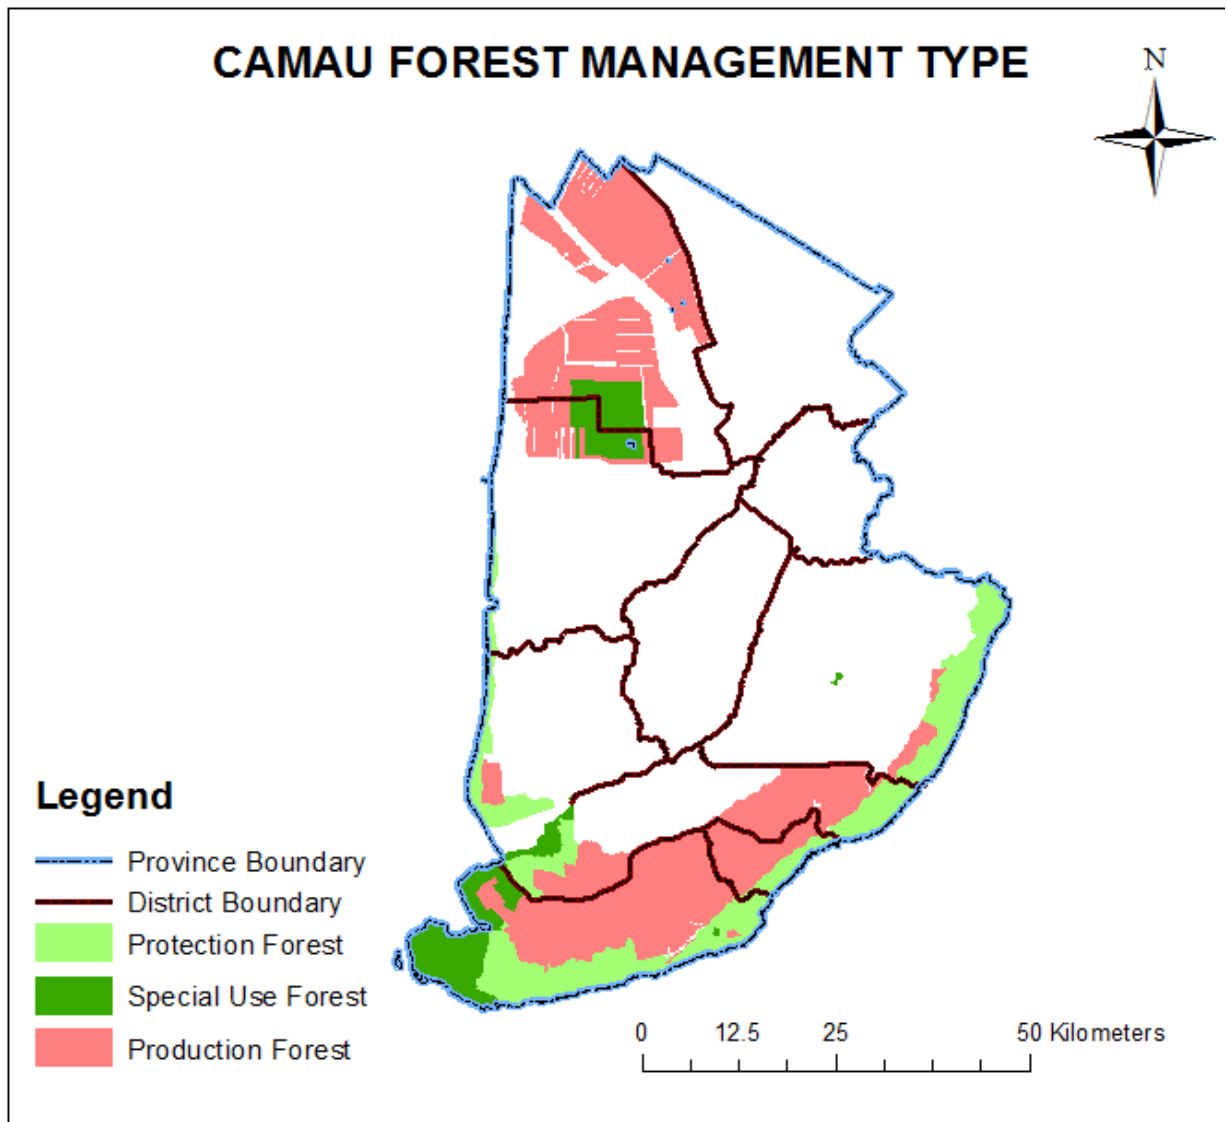 CAMAU FOREST MANAGEMENT TYPE
N
Legend
Province Boundary
District Boundary
Protection Forest
Special Use Forest
Production Forest
0 12.5 25 50 Kilometers